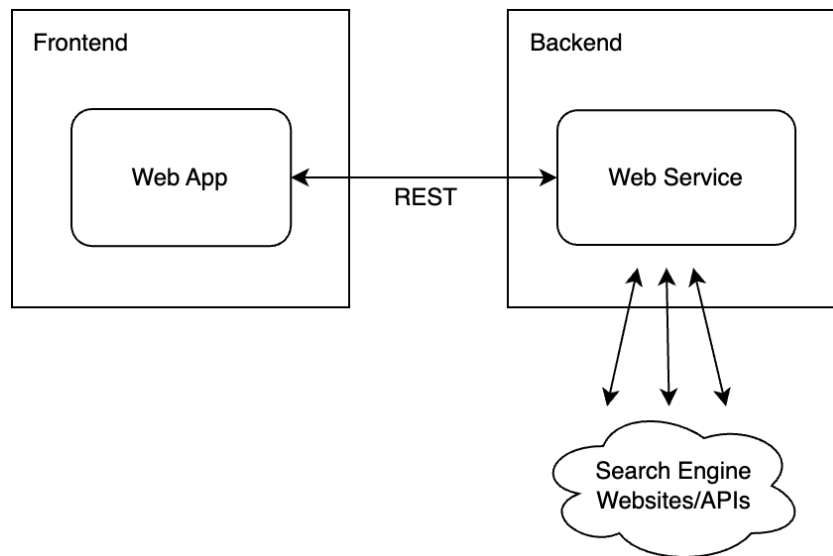 Frontend
Backend
Web App
REST
Web Service
Search Engine
Websites/APIs